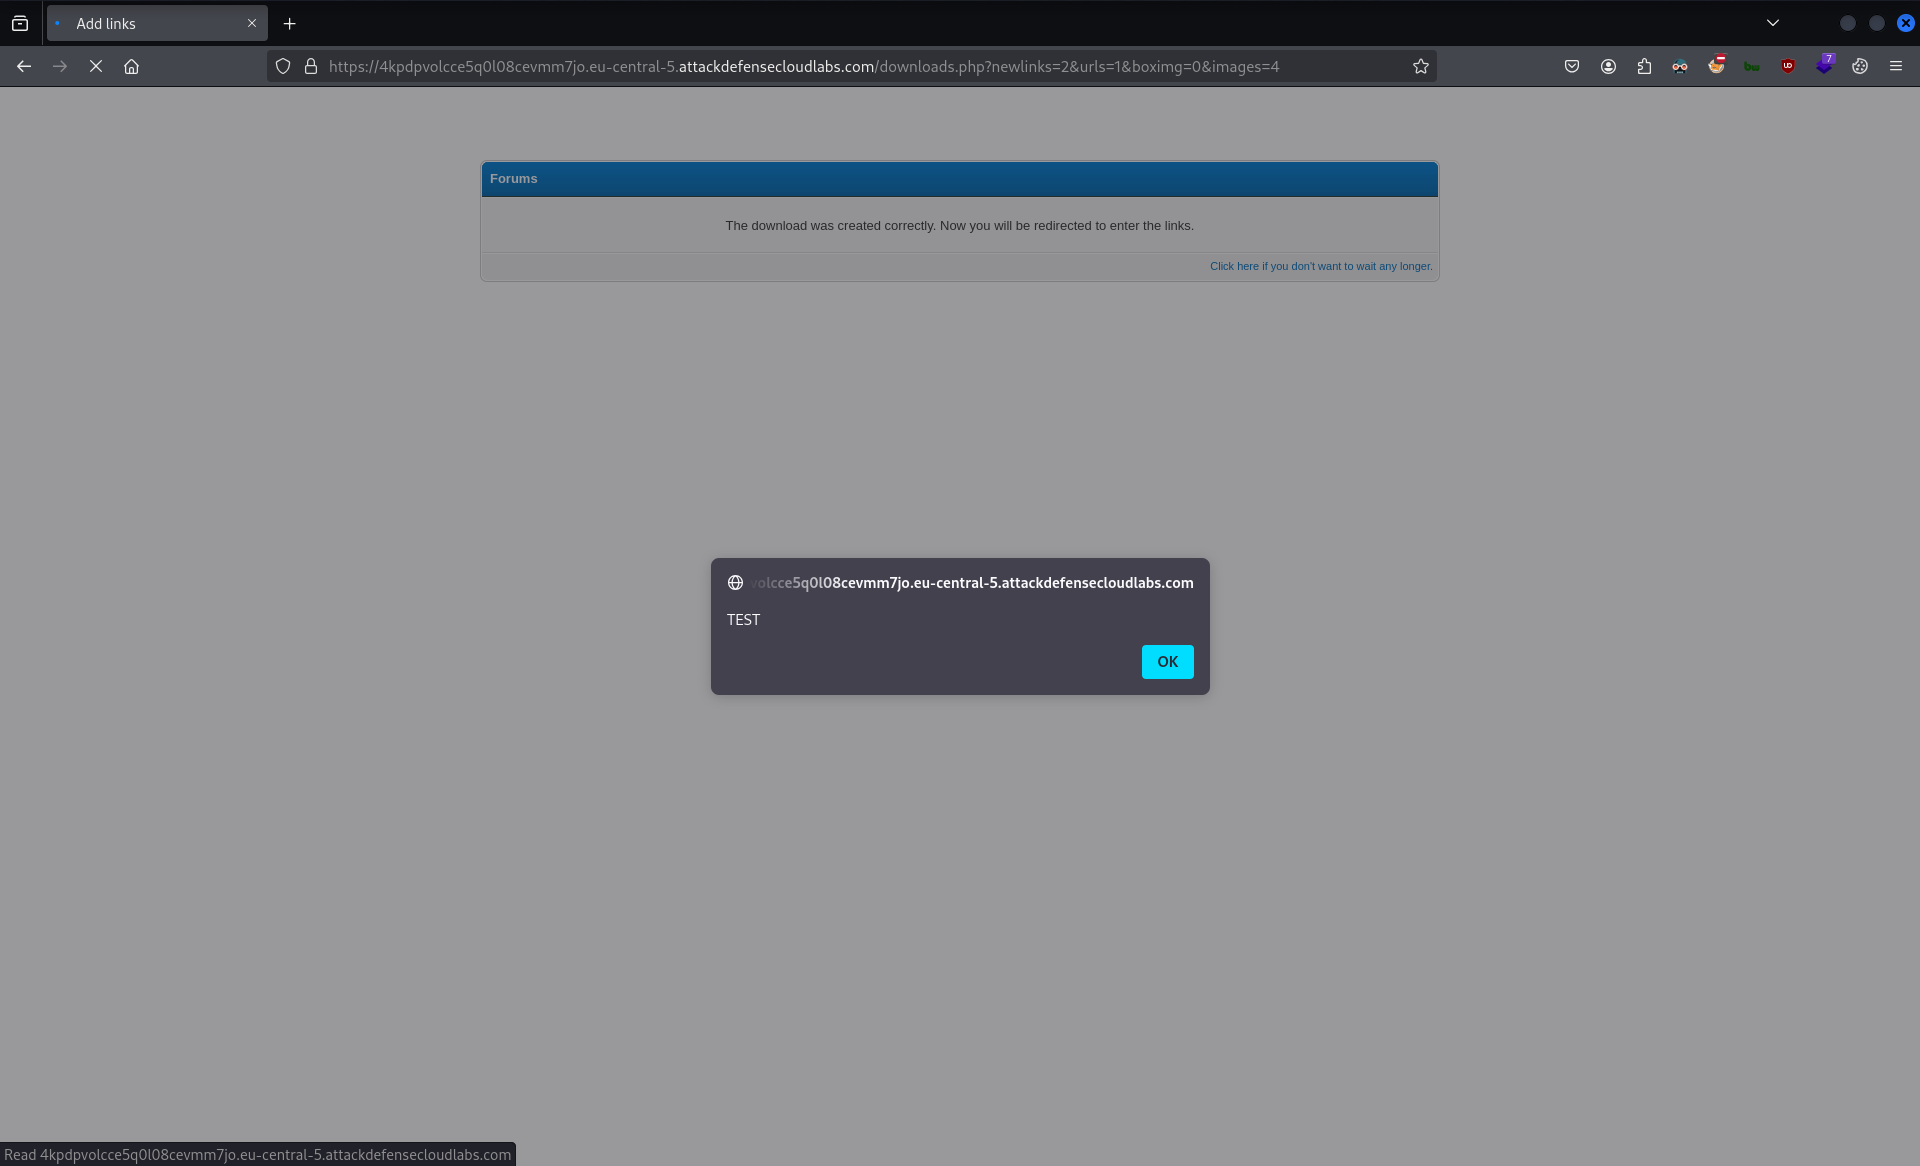 Add links
https://4kpdpvolcce5q0l08cevmm7jo.eu-central-5.attackdefensecloudlabs.com/downloads.php?newlinks=2&urls=1&boximg=0&images=4
7
Forums
The download was created correctly. Now you will be redirected to enter the links.
Click here if you don't want to wait any longer.
volcce5q0l08cevmm7jo.eu-central-5.attackdefensecloudlabs.com
TEST
OK
Read 4kpdpvolcce5q0l08cevmm7jo.eu-central-5.attackdefensecloudlabs.com